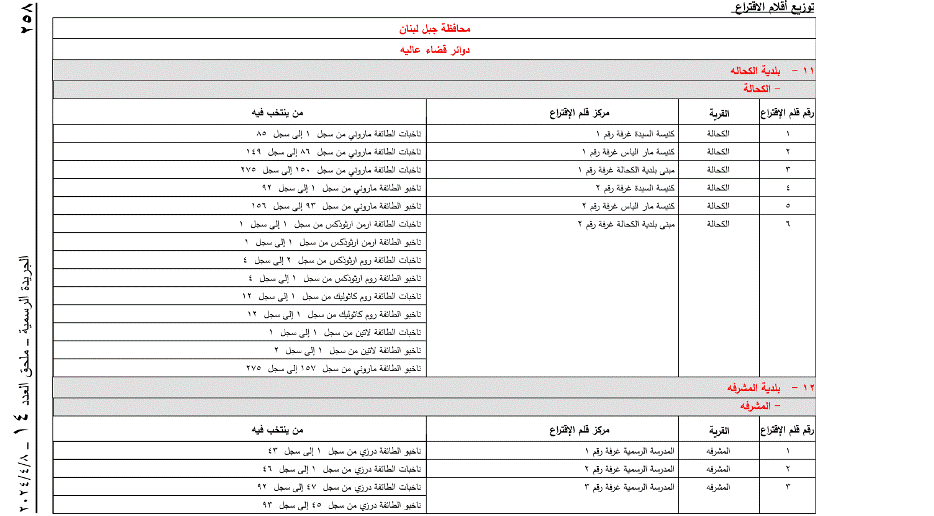 توزيع أقلام الاقتراع
٢٥٨
محافظة جبل لبنان
دوائر قضاء عاليه
١١ - بلدية الكحاله
- الكحالة
رقم قلم الإقتراع القرية مركز قلم الإقتراع من ينتخب فيه
١ الكحالة كنيسة السيدة غرفة رقم ١ ناخبات الطائفة ماروني من سجل ١ إلى سجل ٨٥
٢ الكحالة كنيسة مار الياس غرفة رقم ١ ناخبات الطائفة ماروني من سجل ٨٦ إلى سجل ١٤٩
٣ الكحالة مبنى بلدية الكحالة غرفة رقم ١ ناخبات الطائفة ماروني من سجل ١٥٠ إلى سجل ٢٧٥
٤ الكحالة كنيسة السيدة غرفة رقم ٢ ناخبو الطائفة ماروني من سجل ١ إلى سجل ٩٢
٥ الكحالة كنيسة مار الياس غرفة رقم ٢ ناخبو الطائفة ماروني من سجل ٩٣ إلى سجل ١٥٦
٦ الكحالة مبنى بلدية الكحالة غرفة رقم ٢ ناخبات الطائفة ارمن ارثوذكس من سجل ١ إلى سجل ١
ناخبو الطائفة ارمن ارثوذكس من سجل ١ إلى سجل ١
ناخبات الطائفة روم ارثوذكس من سجل ٢ إلى سجل ٤
ناخبو الطائفة روم ارثوذكس من سجل ١ إلى سجل ٤
ناخبات الطائفة روم كاثوليك من سجل ١ إلى سجل ١٢
ناخبو الطائفة روم كاثوليك من سجل ١ إلى سجل ١٢
ناخبات الطائفة لاتين من سجل ١ إلى سجل ١
ناخبو الطائفة لاتين من سجل ١ إلى سجل ٢
ناخبو الطائفة ماروني من سجل ١٥٧ إلى سجل ٢٧٥
١٢ - بلدية المشرفه
- المشرفه
رقم قلم الإقتراع القرية مركز قلم الإقتراع من ينتخب فيه
١ المشرفه المدرسة الرسمية غرفة رقم ١ ناخبو الطائفة درزي من سجل ١ إلى سجل ٤٣
٢ المشرفه المدرسة الرسمية غرفة رقم ٢ ناخبات الطائفة درزي من سجل ١ إلى سجل ٤٦
٣ المشرفه المدرسة الرسمية غرفة رقم ٣ ناخبات الطائفة درزي من سجل ٤٧ إلى سجل ٩٢
ناخبو الطائفة درزي من سجل ٤٥ إلى سجل ٩٣
الجريدة الرسمية – ملحق العدد ١٤ – ٢٠٢٤/٤/٨